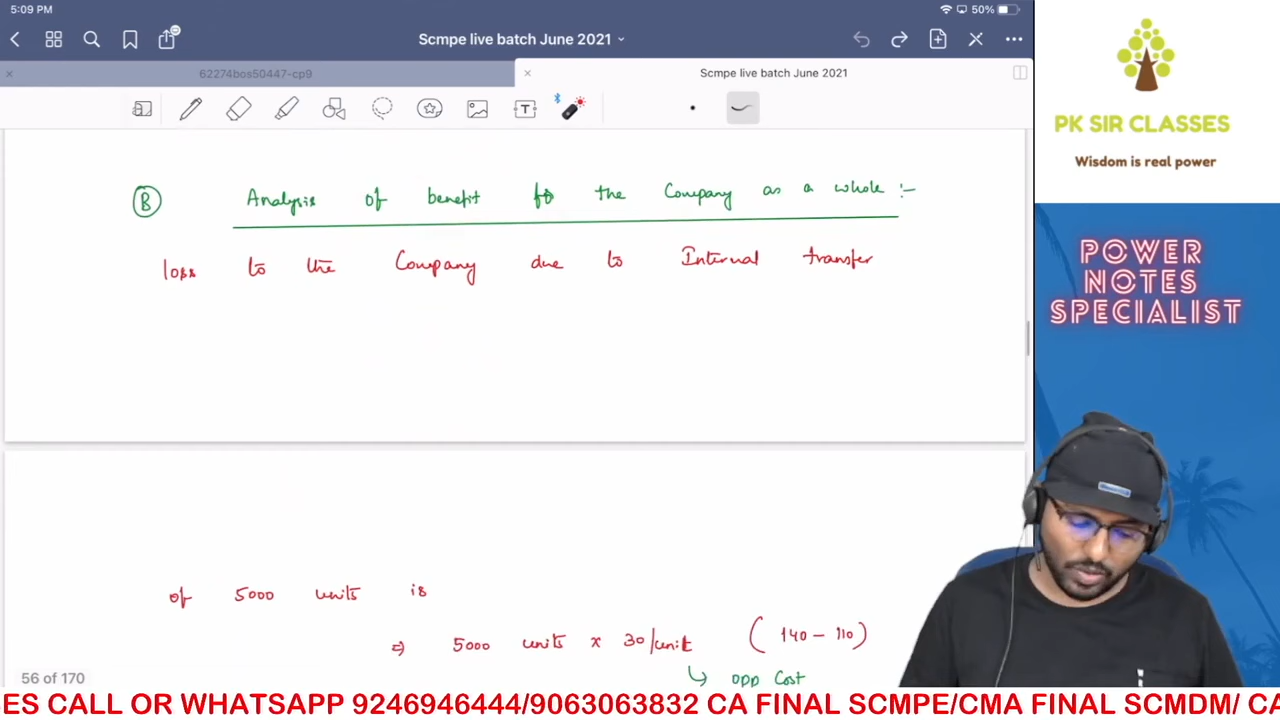 5:09 PM
50%
Scmpe live batch June 2021
62274bos50447-cp9
Scmpe live batch June 2021
PK SIR CLASSES
Wisdom is real power
B Analysis of benefit for the Company as a whole :-
loss to the Company due to Internal transfer
POWER
NOTES
SPECIALIST
of 5000 units is
⇒ 5000 units x 30/unit (140 - 110)
↳ opp Cost
56 of 170
ES CALL OR WHATSAPP 9246946444/9063063832 CA FINAL SCMPE/CMA FINAL SCMDM/ CA